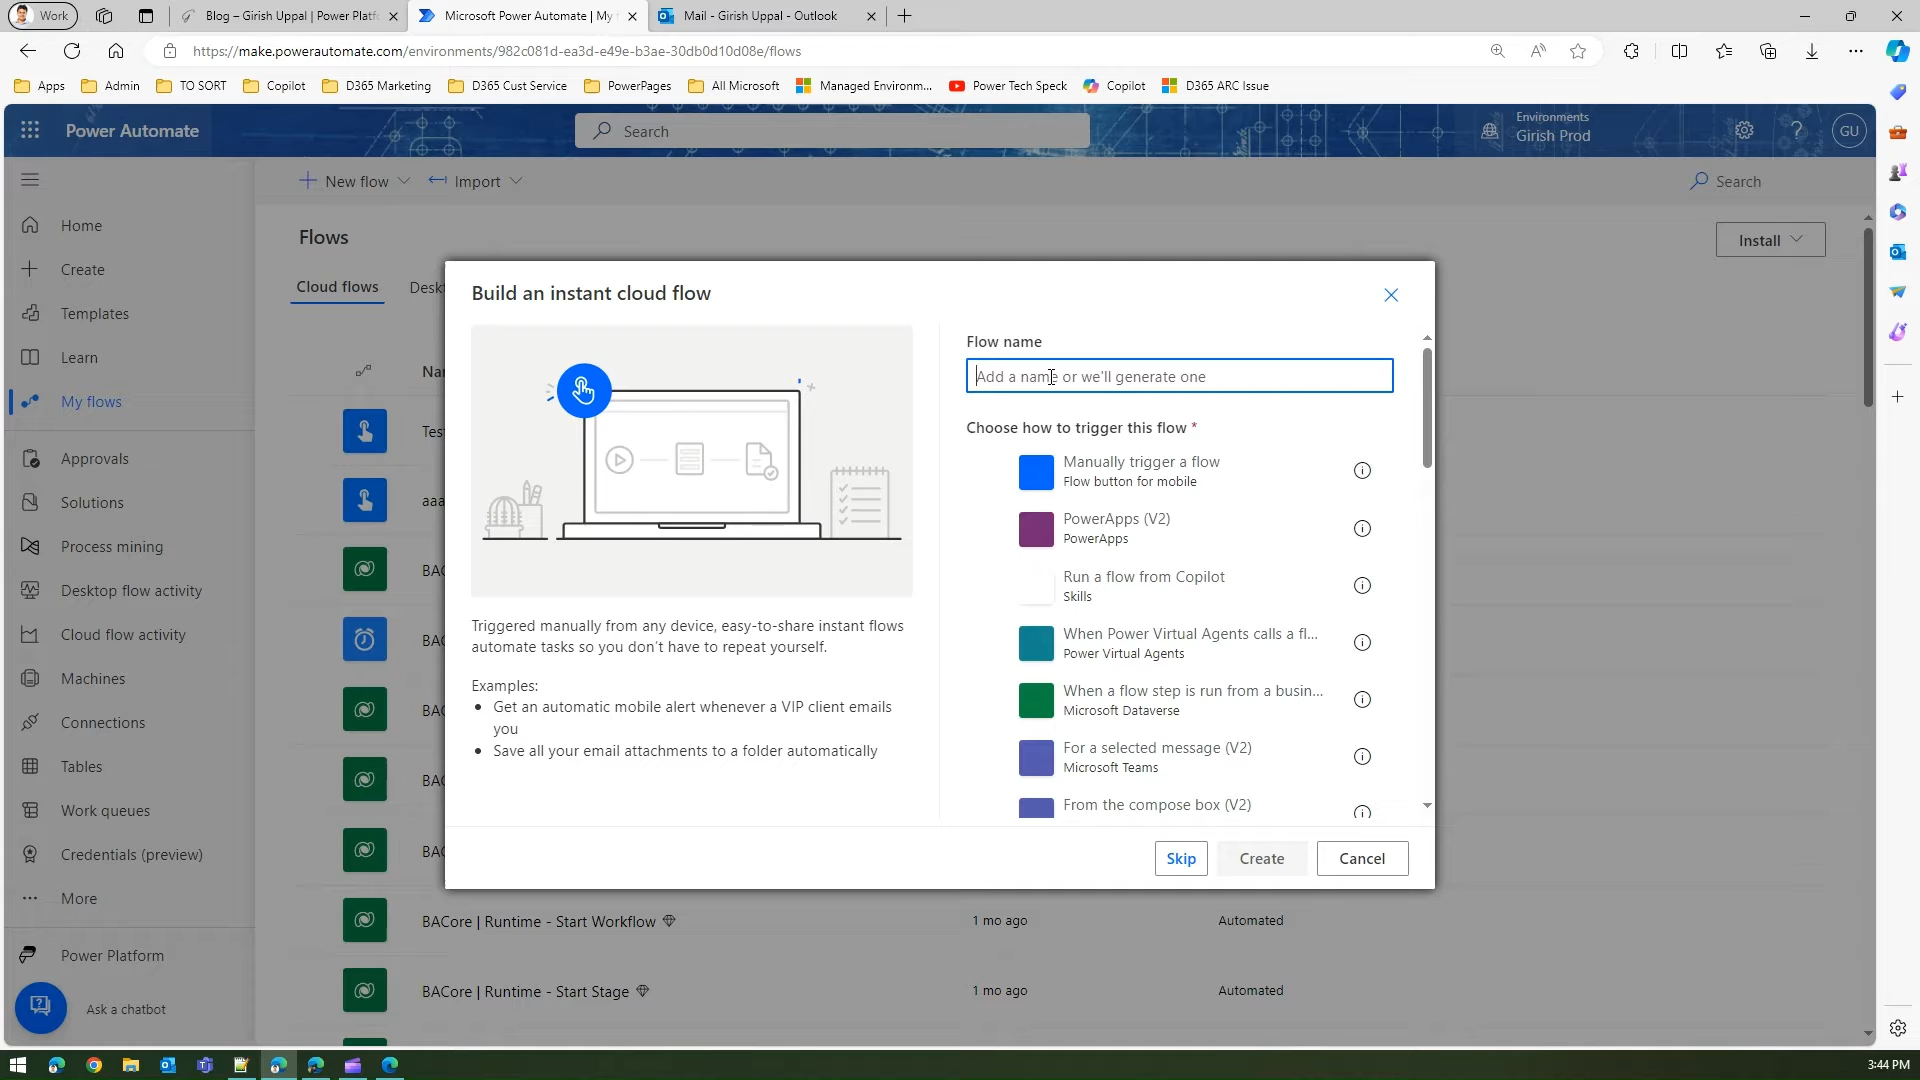 Work
Blog – Girish Uppal | Power Platf
Microsoft Power Automate | My
Mail - Girish Uppal - Outlook
https://make.powerautomate.com/environments/982c081d-ea3d-e49e-b3ae-30db0d10d08e/flows
Apps
Admin
TO SORT
Copilot
D365 Marketing
D365 Cust Service
PowerPages
All Microsoft
Managed Environm...
Power Tech Speck
Copilot
D365 ARC Issue
Power Automate
Search
Environments
Girish Prod
GU
New flow
Import
Search
Home
Create
Templates
Learn
My flows
Approvals
Solutions
Process mining
Desktop flow activity
Cloud flow activity
Machines
Connections
Tables
Work queues
Credentials (preview)
More
Power Platform
Ask a chatbot
Flows
Install
Cloud flows
Build an instant cloud flow
Triggered manually from any device, easy-to-share instant flows
automate tasks so you don't have to repeat yourself.
Examples:
Get an automatic mobile alert whenever a VIP client emails
you
Save all your email attachments to a folder automatically
Flow name
Add a name or we'll generate one
Choose how to trigger this flow *
Manually trigger a flow
Flow button for mobile
PowerApps (V2)
PowerApps
Run a flow from Copilot
Skills
When Power Virtual Agents calls a fl...
Power Virtual Agents
When a flow step is run from a busin...
Microsoft Dataverse
For a selected message (V2)
Microsoft Teams
From the compose box (V2)
Skip
Create
Cancel
BACore | Runtime - Start Workflow
1 mo ago
Automated
BACore | Runtime - Start Stage
1 mo ago
Automated
3:44 PM